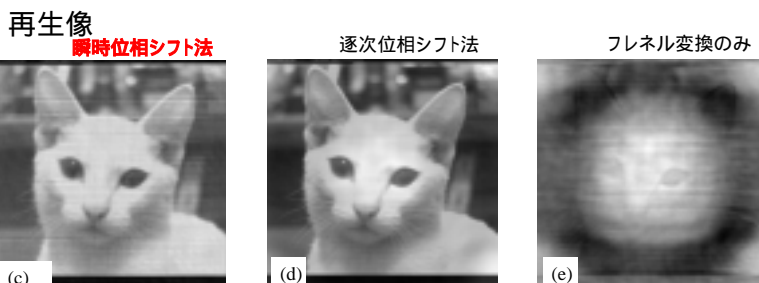 再生像
瞬時位相シフト法
逐次位相シフト法
フレネル変換のみ
(c)
(d)
(e)